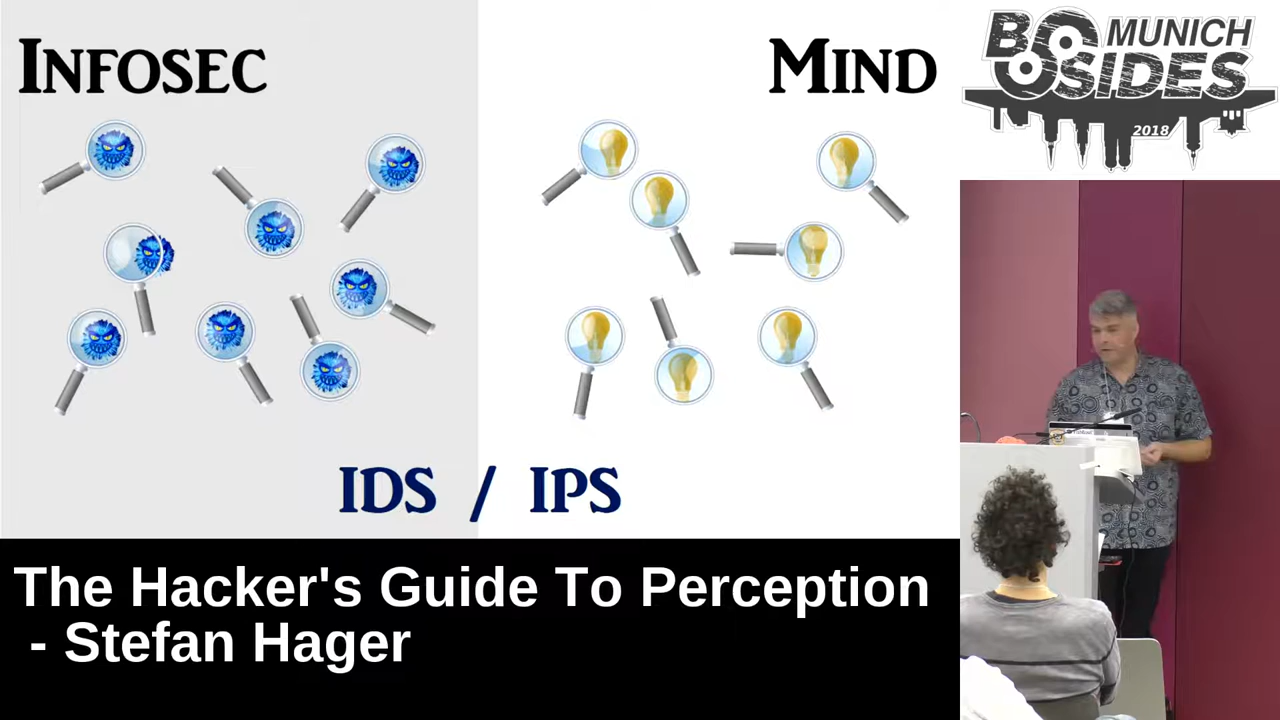 INFOSEC
MIND
IDS / IPS
The Hacker's Guide To Perception
- Stefan Hager
BSIDES MUNICH
2018